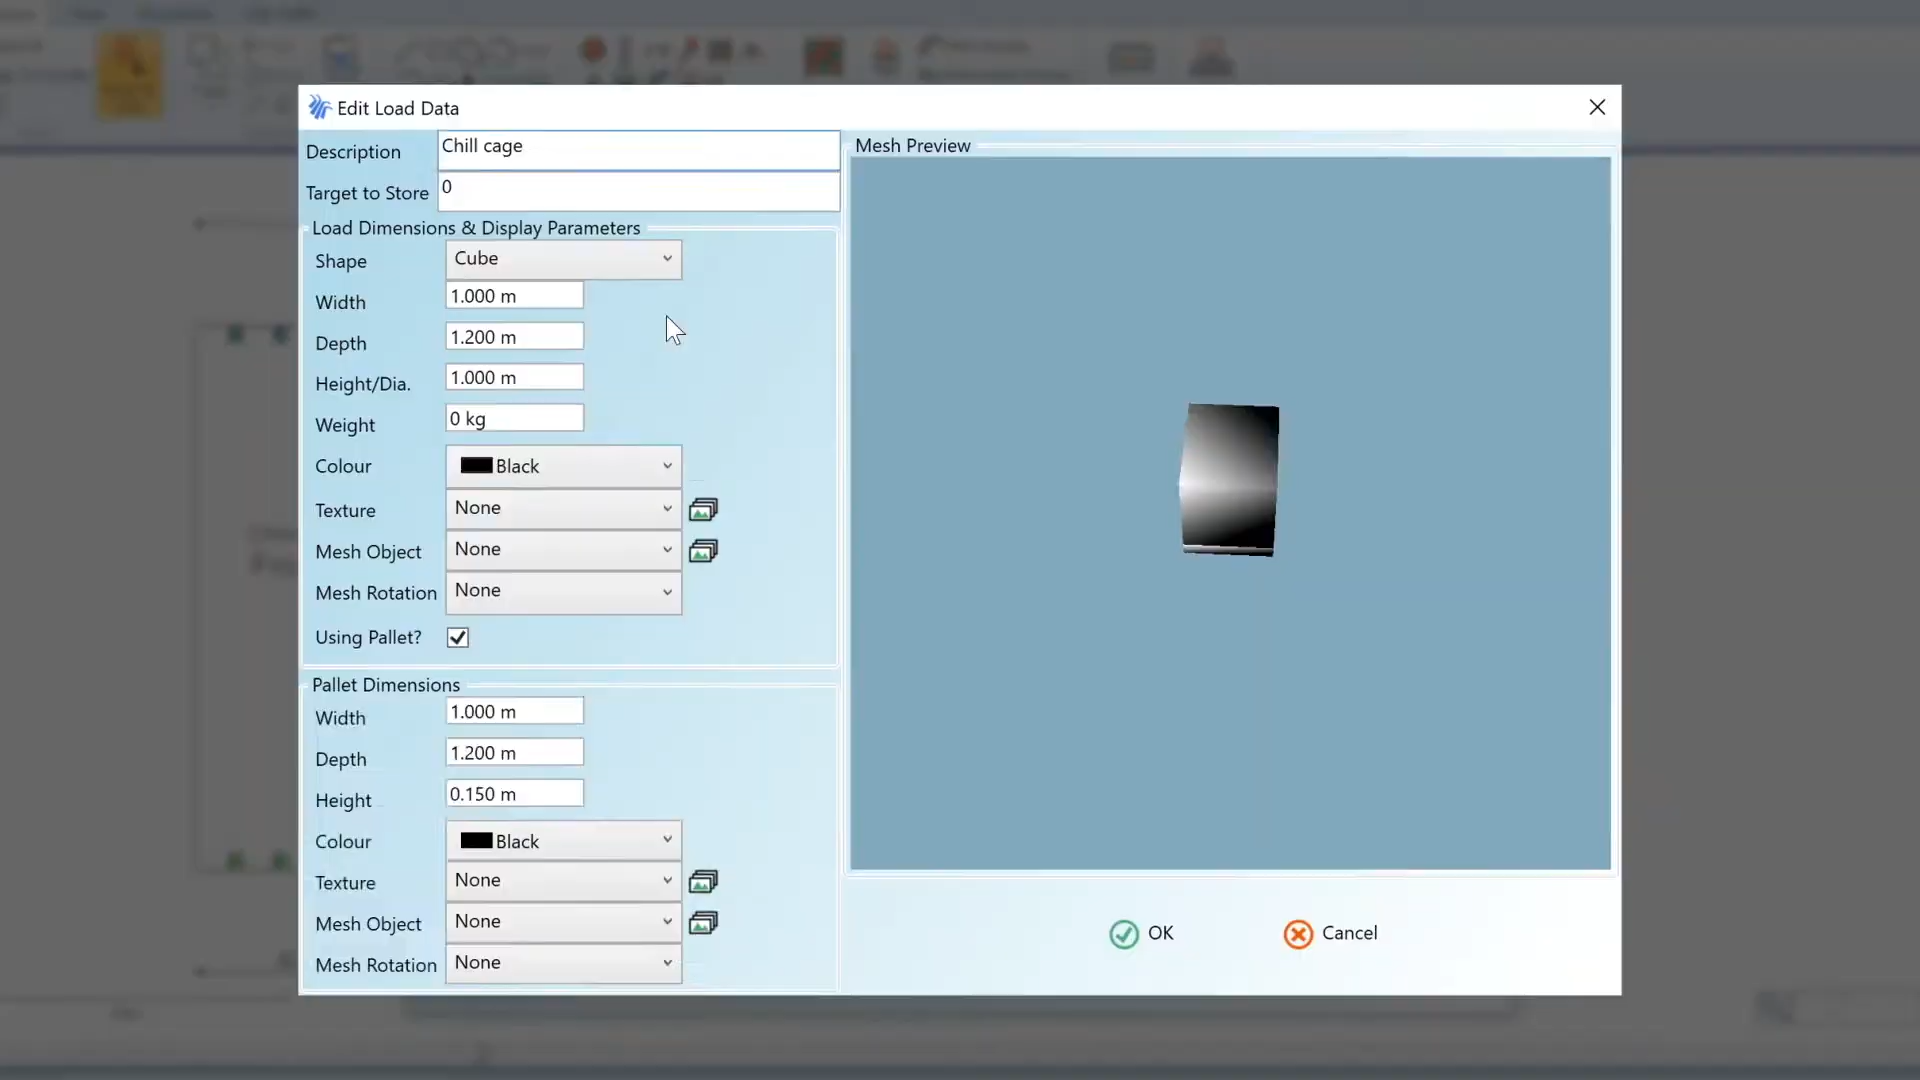 Edit Load Data
Description Chill cage
Target to Store 0
Load Dimensions & Display Parameters
Shape Cube
Width 1.000 m
Depth 1.200 m
Height/Dia. 1.000 m
Weight 0 kg
Colour Black
Texture None
Mesh Object None
Mesh Rotation None
Using Pallet?
Pallet Dimensions
Width 1.000 m
Depth 1.200 m
Height 0.150 m
Colour Black
Texture None
Mesh Object None
Mesh Rotation None
Mesh Preview
OK Cancel